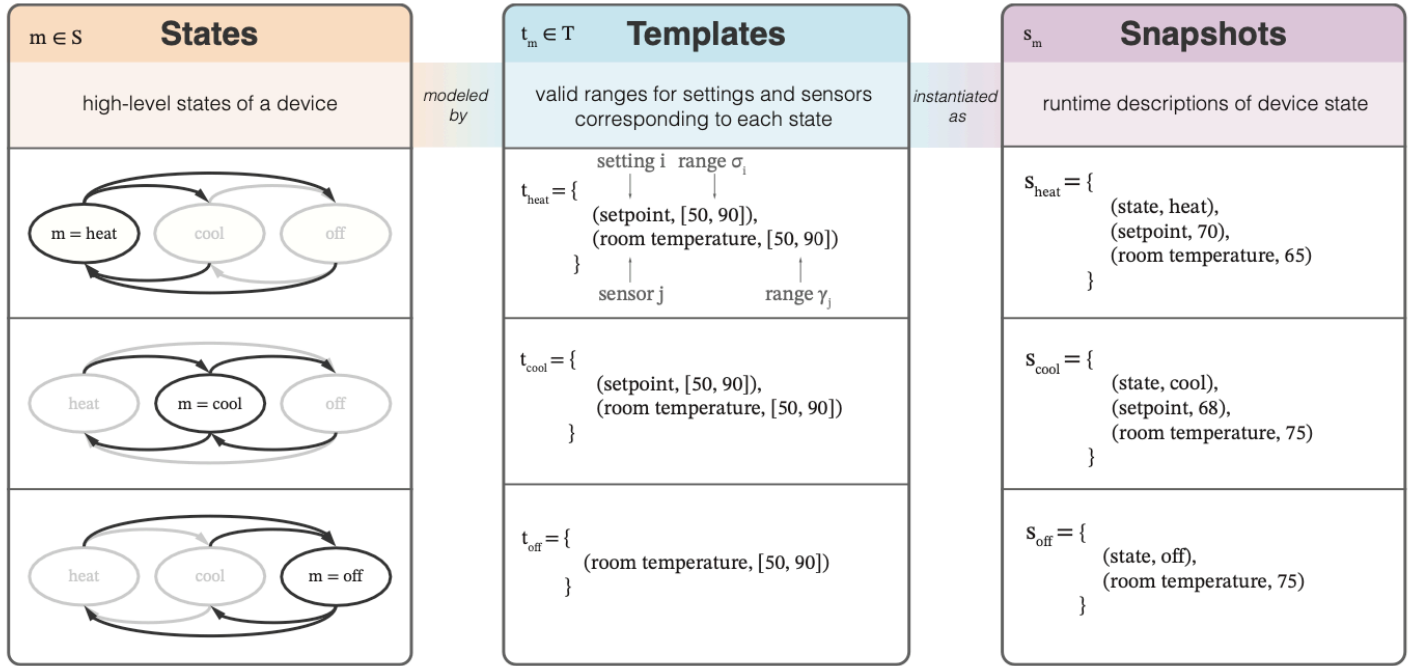 m ∈ S States
high-level states of a device
modeled
by
t_m ∈ T Templates
valid ranges for settings and sensors
corresponding to each state
instantiated
as
s_m Snapshots
runtime descriptions of device state
m = heat cool off
setting i range σ_i
t_heat = {
(setpoint, [50, 90]),
(room temperature, [50, 90])
}
sensor j range γ_j
s_heat = {
(state, heat),
(setpoint, 70),
(room temperature, 65)
}
heat m = cool off
t_cool = {
(setpoint, [50, 90]),
(room temperature, [50, 90])
}
s_cool = {
(state, cool),
(setpoint, 68),
(room temperature, 75)
}
heat cool m = off
t_off = {
(room temperature, [50, 90])
}
s_off = {
(state, off),
(room temperature, 75)
}